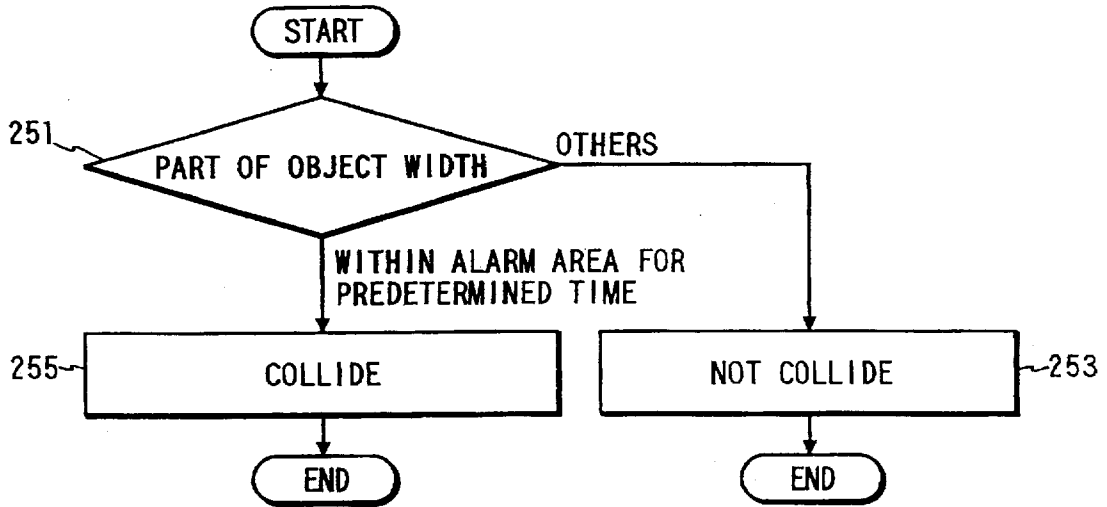 START
251
PART OF OBJECT WIDTH
OTHERS
WITHIN ALARM AREA FOR
PREDETERMINED TIME
255
COLLIDE
NOT COLLIDE
253
END
END